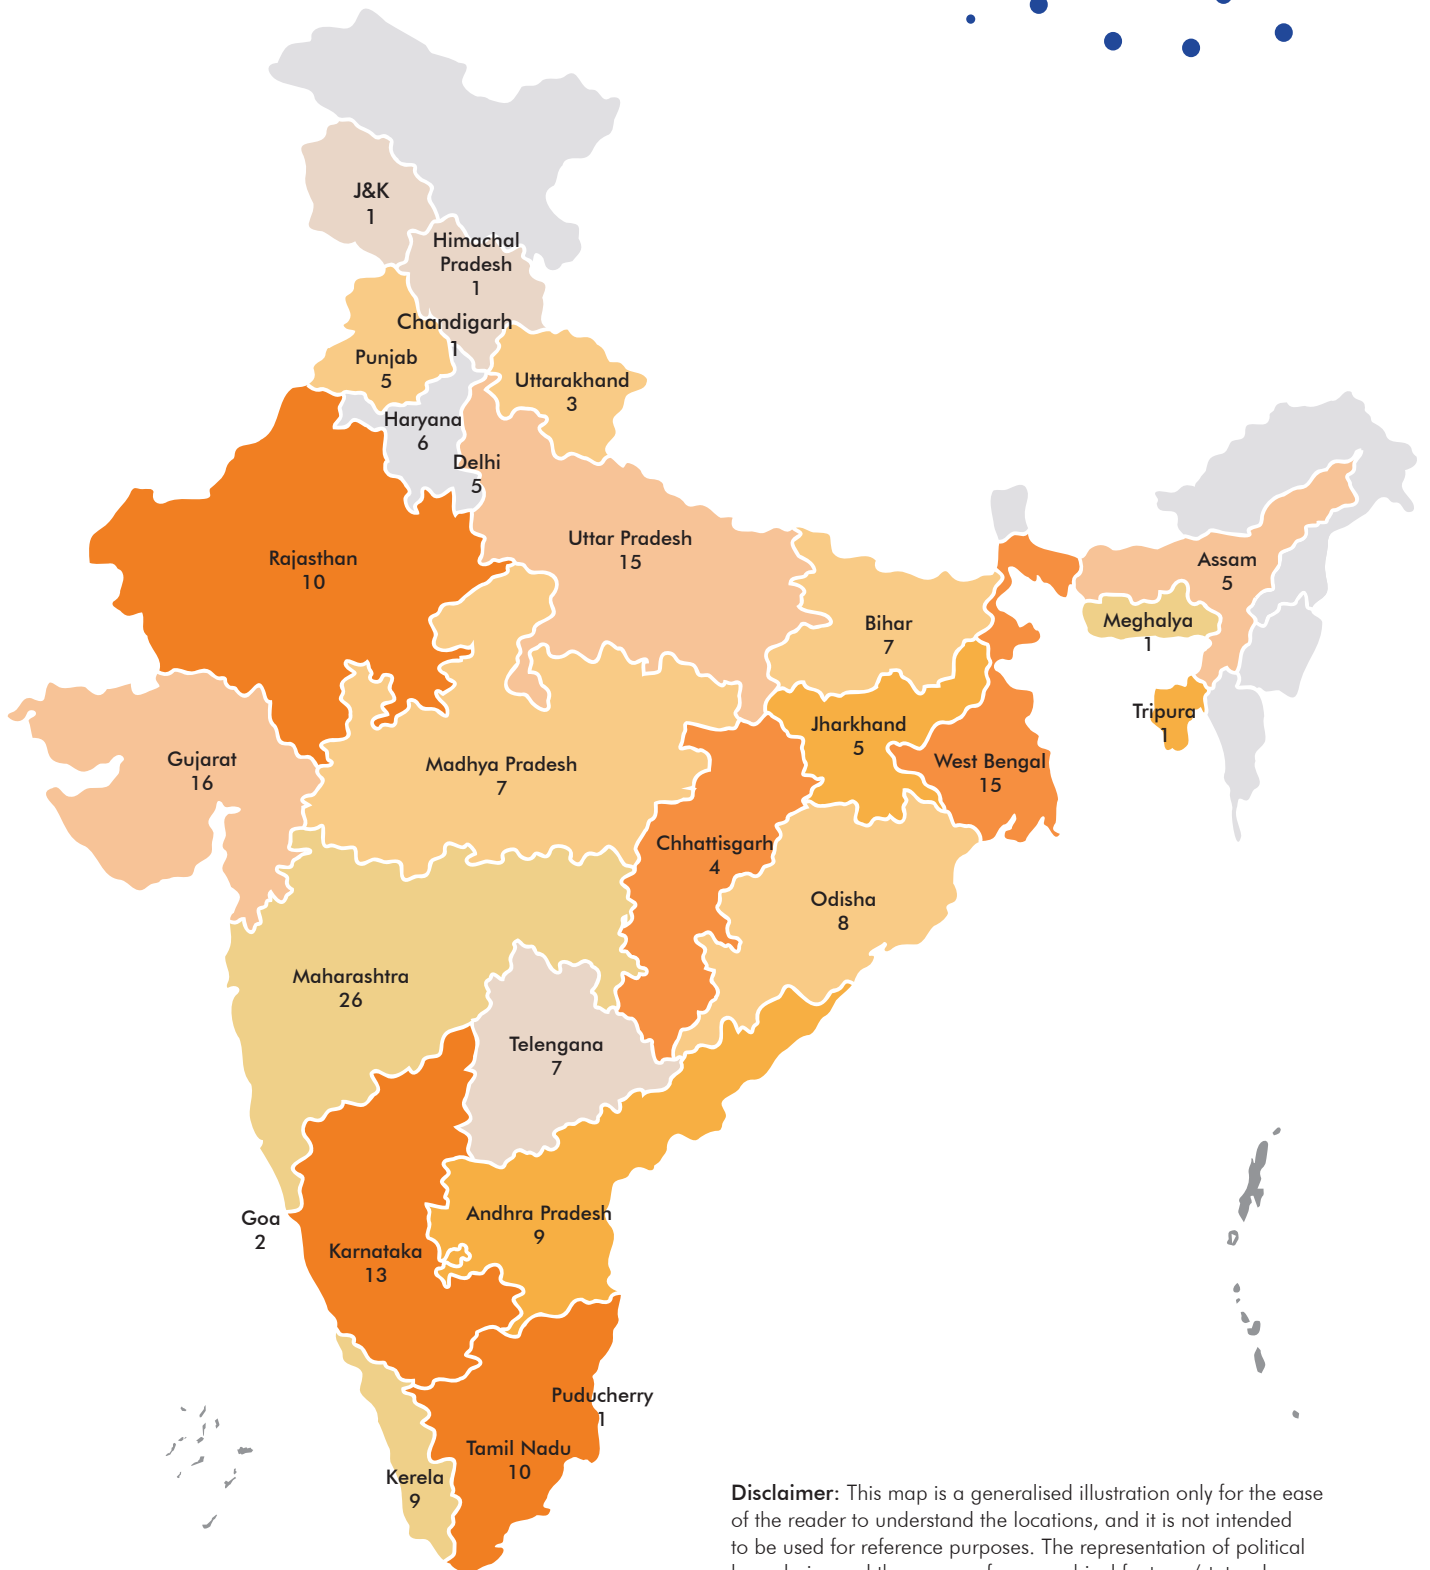 J&K
1
Himachal
Pradesh
1
Chandigarh
1
Punjab
5
Uttarakhand
3
Haryana
6
Delhi
5
Rajasthan
10
Uttar Pradesh
15
Bihar
7
Assam
5
Meghalya
1
Tripura
1
Jharkhand
5
West Bengal
15
Gujarat
16
Madhya Pradesh
7
Chhattisgarh
4
Odisha
8
Maharashtra
26
Telengana
7
Goa
2
Karnataka
13
Andhra Pradesh
9
Puducherry
1
Tamil Nadu
10
Kerela
9
Disclaimer: This map is a generalised illustration only for the ease
of the reader to understand the locations, and it is not intended
to be used for reference purposes. The representation of political